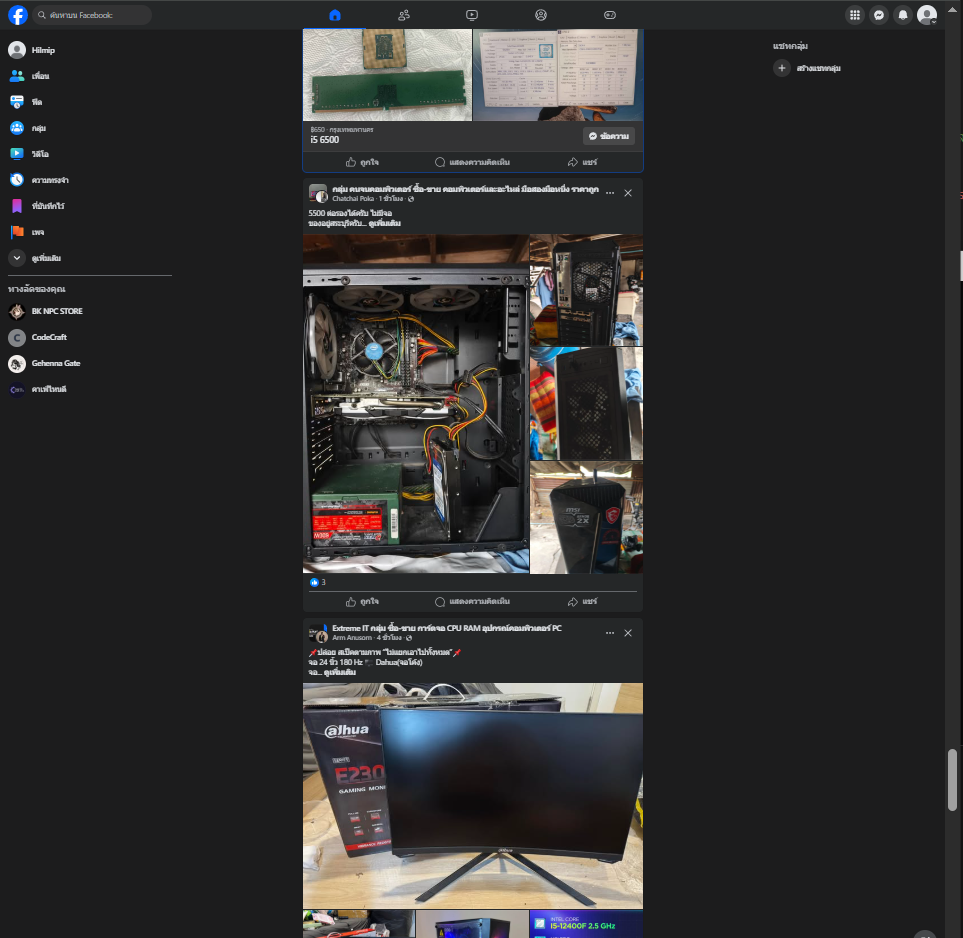 ค้นหาบน Facebook
Hilmip
เพื่อน
ฟีด
กลุ่ม
วิดีโอ
ความทรงจำ
ที่บันทึกไว้
เพจ
ดูเพิ่มเติม
ทางลัดของคุณ
BK NPC STORE
C CodeCraft
Gehenna Gate
คาเฟ่ไหนดี
฿650 · กรุงเทพมหานคร
i5 6500
ข้อความ
ถูกใจ แสดงความคิดเห็น แชร์
กลุ่ม คนจนคอมพิวเตอร์ ซื้อ-ขาย คอมพิวเตอร์และอะไหล่ มือสองมือหนึ่ง ราคาถูก
Chatchai Poka · 1 ชั่วโมง
5500 ต่อรองได้ครับ ไม่มีจอ
ของอยู่สระบุรีครับ... ดูเพิ่มเติม
600W
msi
ZX
3
ถูกใจ แสดงความคิดเห็น แชร์
Extreme IT กลุ่ม ซื้อ-ขาย การ์ดจอ CPU RAM อุปกรณ์คอมพิวเตอร์ PC
Arm Anusorn · 4 ชั่วโมง
📌ปล่อย สเป็คตามภาพ "ไม่แยกเอาไปทั้งหมด"📌
จอ 24 นิ้ว 180 Hz Dahua(จอโค้ง)
จอ... ดูเพิ่มเติม
alhua
E230
GAMING MONI
alhua
INTEL CORE
I5-12400F 2.5 GHz
แชทกลุ่ม
สร้างแชทกลุ่ม